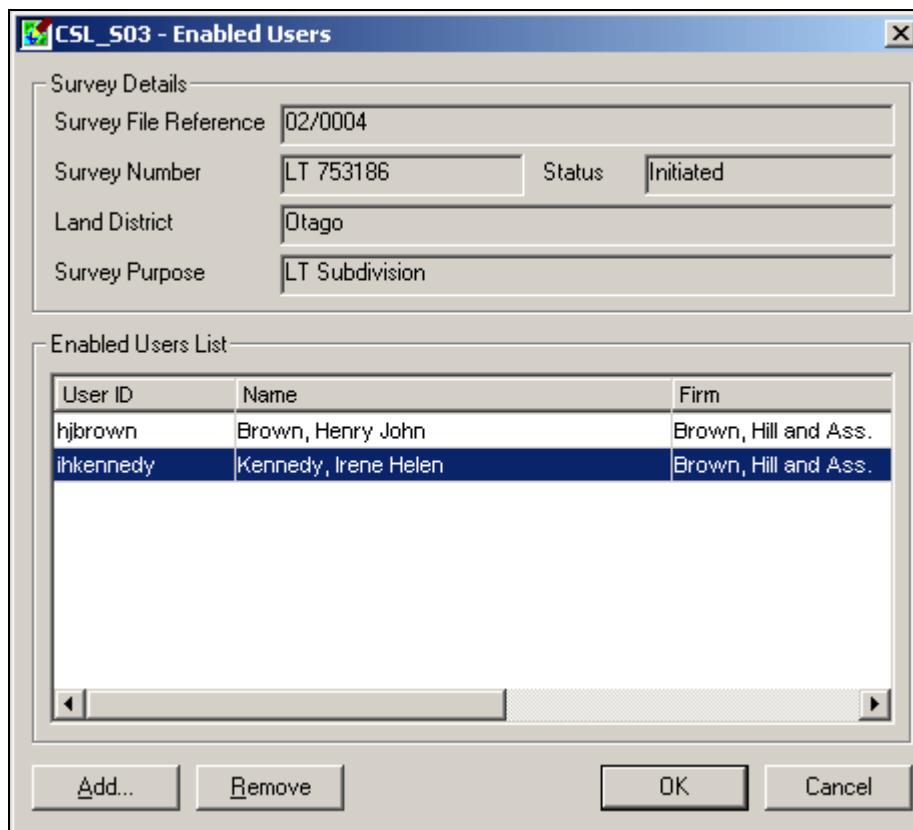 CSL_S03 - Enabled Users
Survey Details
Survey File Reference 02/0004
Survey Number LT 753186 Status Initiated
Land District Otago
Survey Purpose LT Subdivision
Enabled Users List
User ID Name Firm
hjbrown Brown, Henry John Brown, Hill and Ass.
ihkennedy Kennedy, Irene Helen Brown, Hill and Ass.
Add... Remove OK Cancel